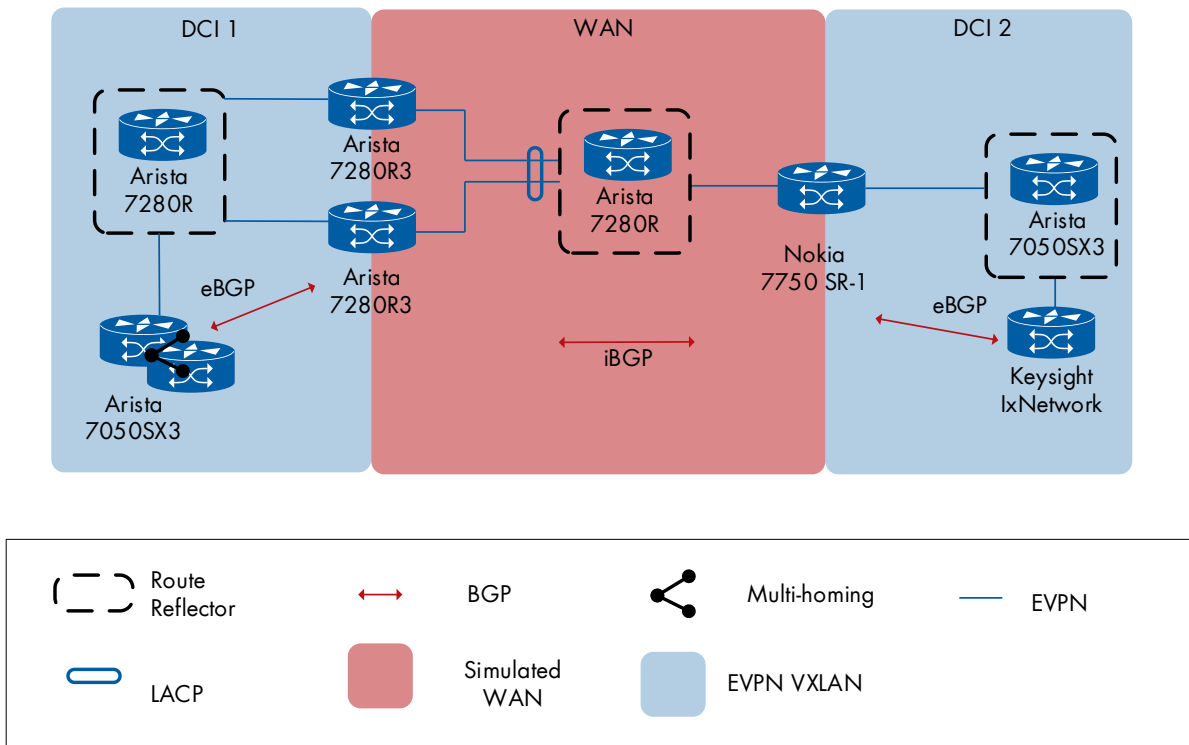 DCI 1
WAN
DCI 2
Arista
7280R
Arista
7280R3
Arista
7280R3
eBGP
Arista
7050SX3
Arista
7280R
iBGP
Nokia
7750 SR-1
eBGP
Arista
7050SX3
Keysight
IxNetwork
Route
Reflector
BGP
Multi-homing
EVPN
LACP
Simulated
WAN
EVPN VXLAN